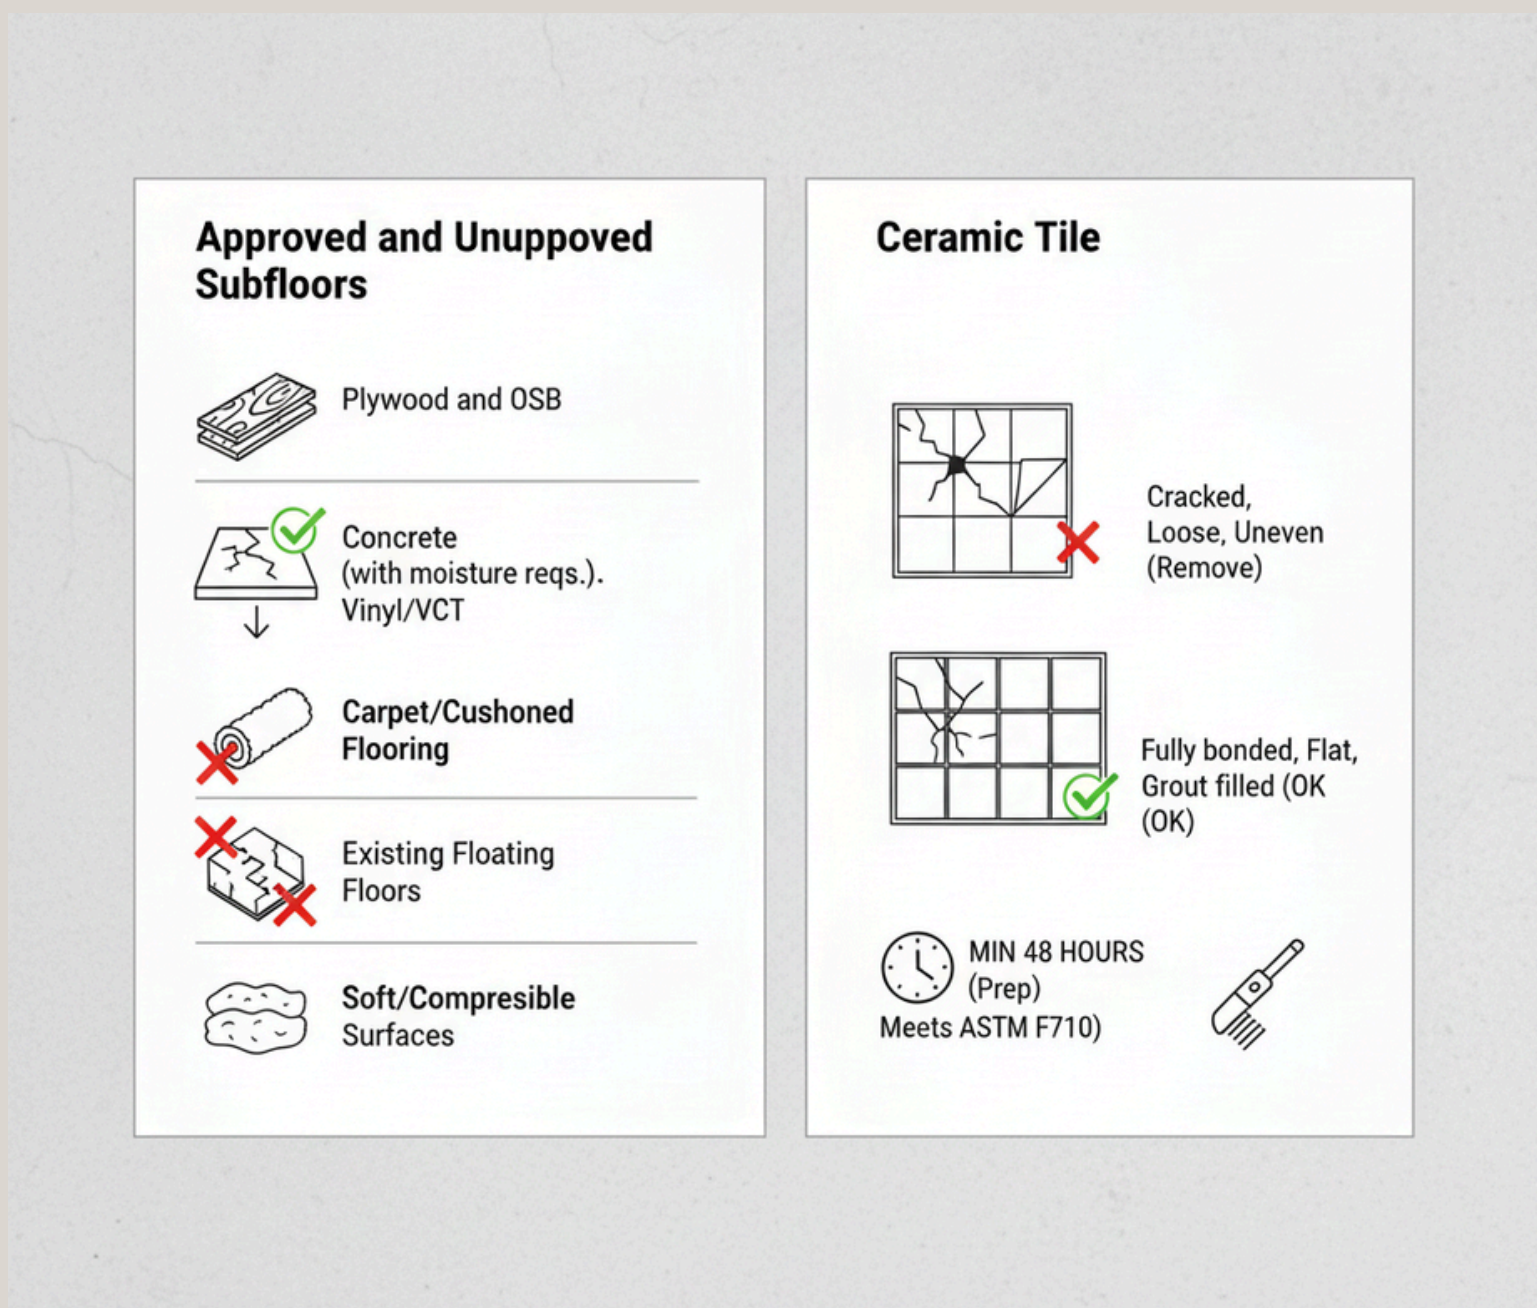 Approved and Unuppoved
Subfloors
Plywood and OSB
Concrete
(with moisture reqs.).
Vinyl/VCT
Carpet/Cushoned
Flooring
Existing Floating
Floors
Soft/Compresible
Surfaces
Ceramic Tile
Cracked,
Loose, Uneven
(Remove)
Fully bonded, Flat,
Grout filled (OK
(OK)
MIN 48 HOURS
(Prep)
Meets ASTM F710)